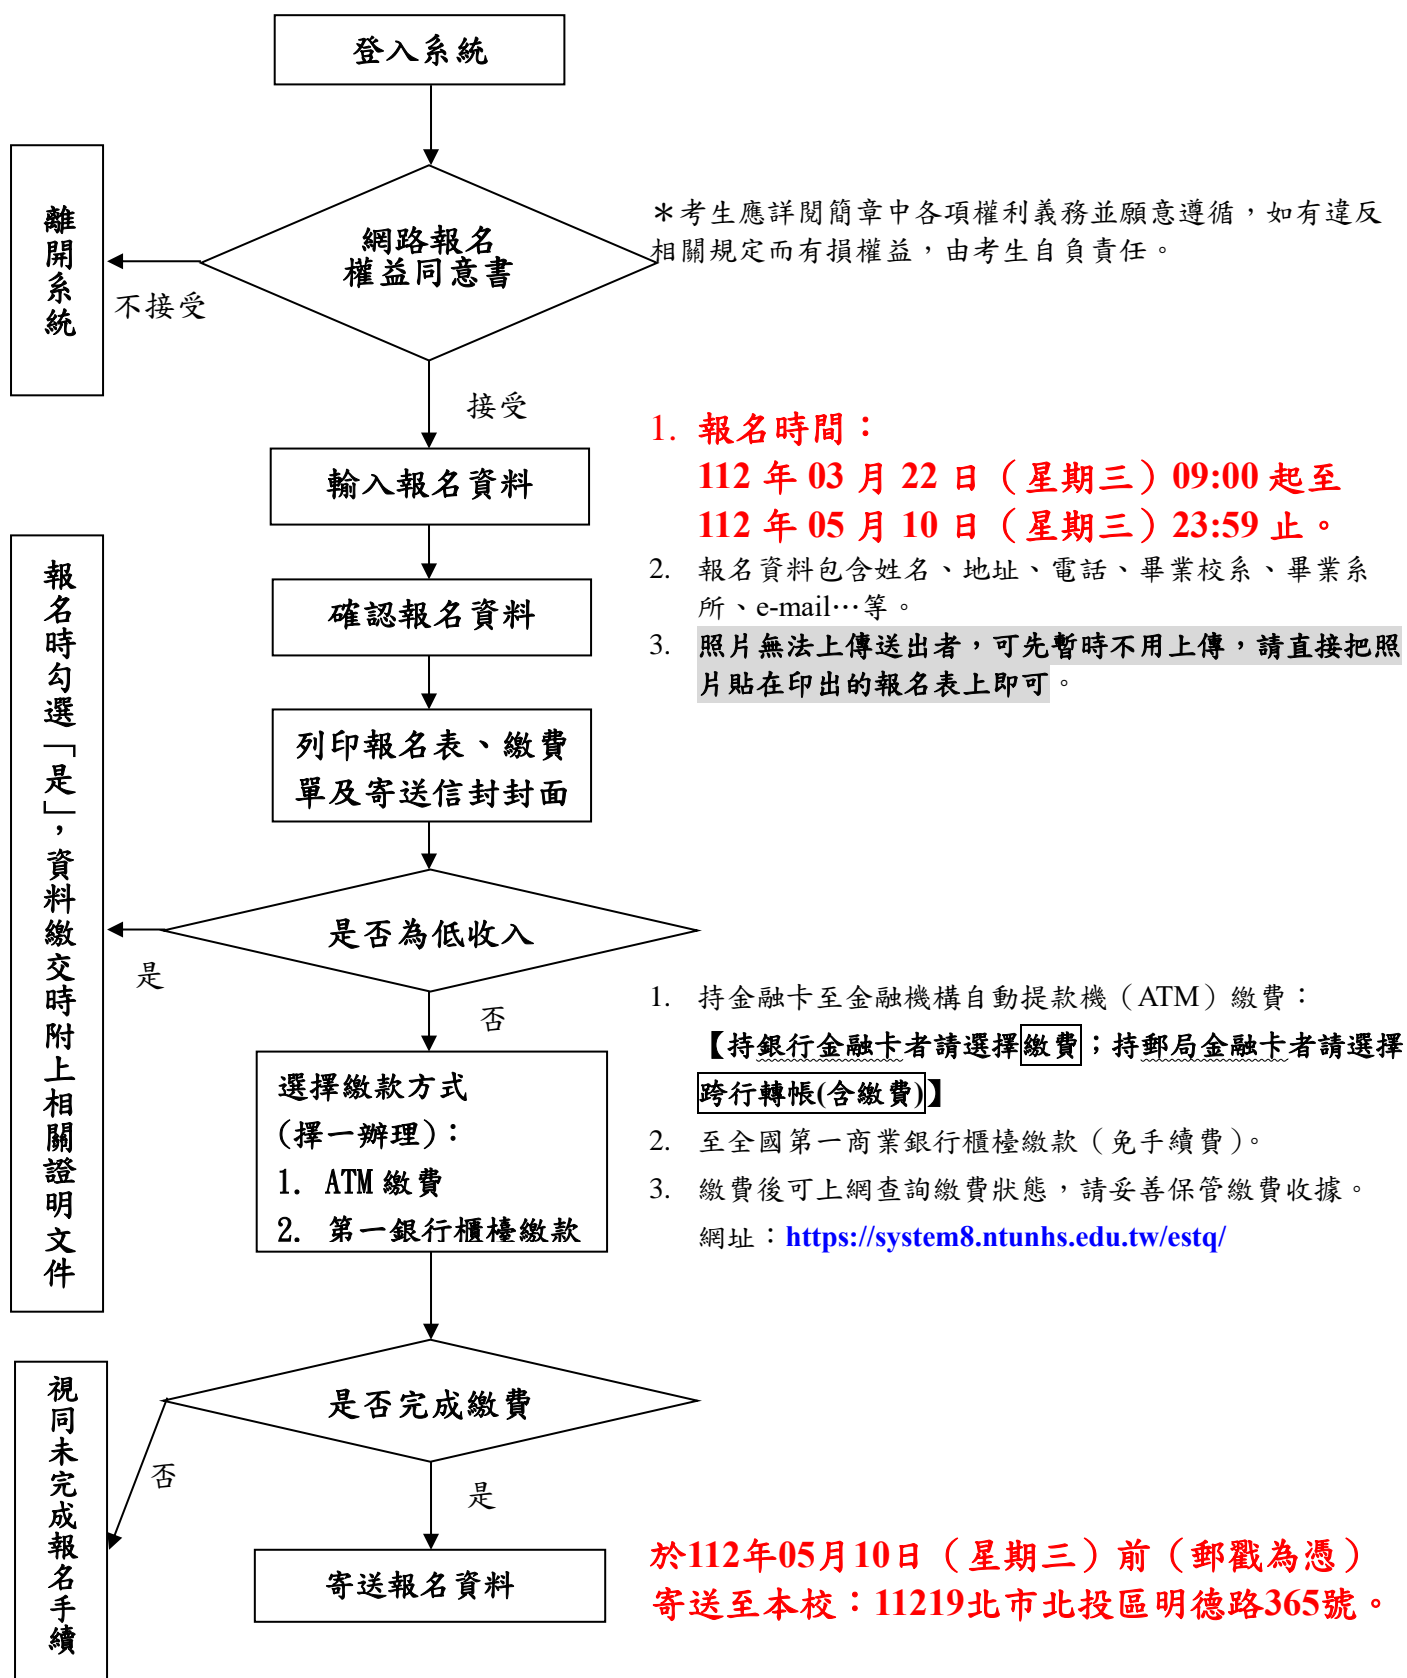 登入系統
離開系統
網路報名
權益同意書
不接受
＊考生應詳閱簡章中各項權利義務並願意遵循，如有違反
相關規定而有損權益，由考生自負責任。
接受
輸入報名資料
1. 報名時間：
112 年 03 月 22 日（星期三）09:00 起至
112 年 05 月 10 日（星期三）23:59 止。
2. 報名資料包含姓名、地址、電話、畢業校系、畢業系
所、e-mail…等。
3. 照片無法上傳送出者，可先暫時不用上傳，請直接把照
片貼在印出的報名表上即可。
確認報名資料
列印報名表、繳費
單及寄送信封封面
報名時勾選「是」，資料繳交時附上相關證明文件
是否為低收入
是
否
選擇繳款方式
(擇一辦理)：
1. ATM 繳費
2. 第一銀行櫃檯繳款
1. 持金融卡至金融機構自動提款機（ATM）繳費：
【持銀行金融卡者請選擇繳費；持郵局金融卡者請選擇
跨行轉帳(含繳費)】
2. 至全國第一商業銀行櫃檯繳款（免手續費）。
3. 繳費後可上網查詢繳費狀態，請妥善保管繳費收據。
網址：https://system8.ntunhs.edu.tw/estq/
是否完成繳費
視同未完成報名手續
否
是
寄送報名資料
於112年05月10日（星期三）前（郵戳為憑）
寄送至本校：11219北市北投區明德路365號。